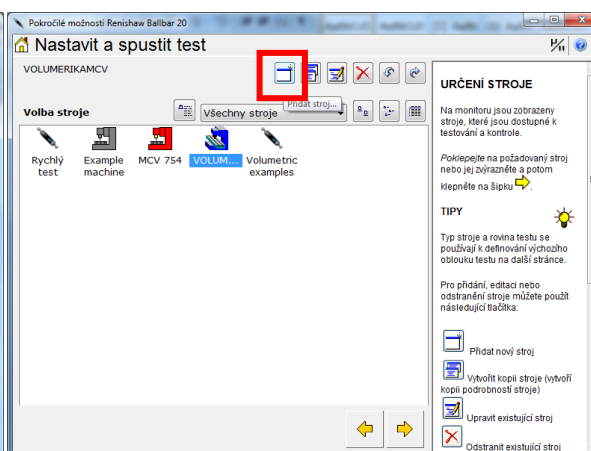 Pokročilé možnosti Renishaw Ballbar 20
Nastavit a spustit test
VOLUMERIKAMCV
Přidat stroj...
Volba stroje
Všechny stroje
Rychlý test
Example machine
MCV 754
VOLUM...
Volumetric examples
URČENÍ STROJE
Na monitoru jsou zobrazeny
stroje, které jsou dostupné k
testování a kontrole.
Poklepejte na požadovaný stroj
nebo jej zvýrazněte a potom
klepněte na šipku
TIPY
Typ stroje a rovina testu se
používají k definování výchozího
oblouku testu na další stránce.
Pro přidání, editaci nebo
odstranění stroje můžete použít
následující tlačítka:
Přidat nový stroj
Vytvořit kopii stroje (vytvoří
kopii podrobností stroje)
Upravit existující stroj
Odstranit existující stroj